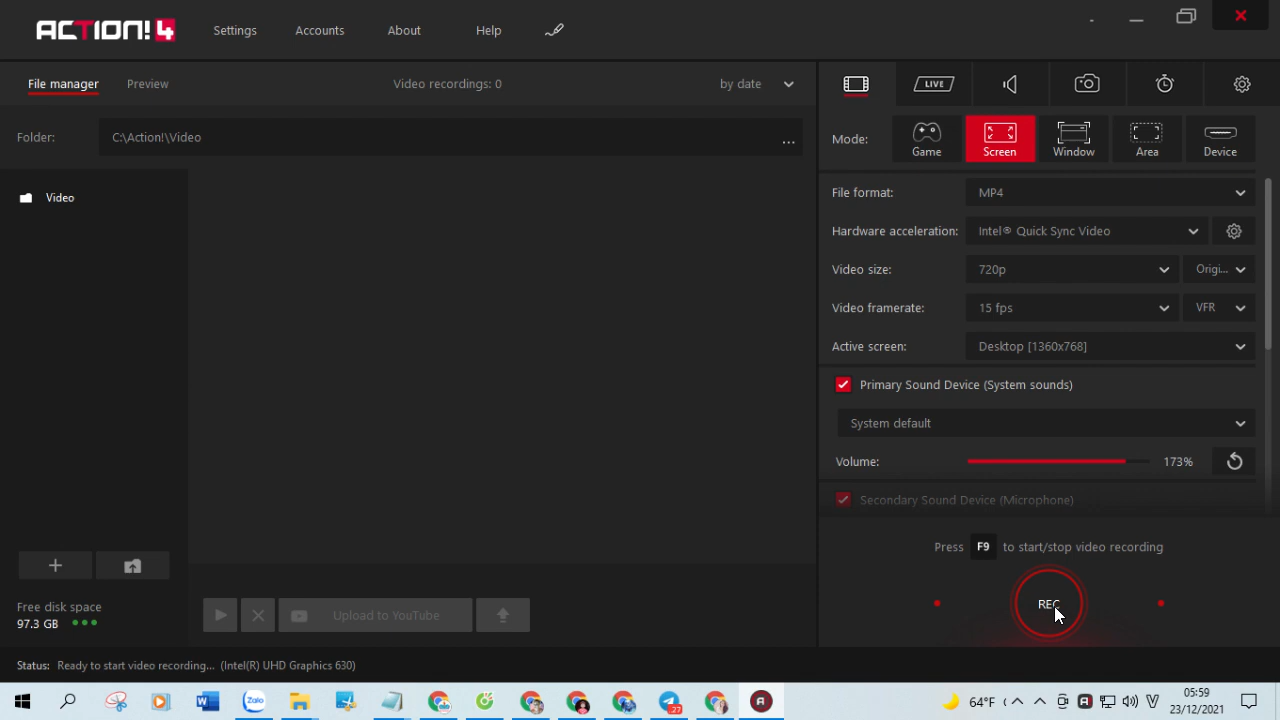 ACTION! 4
Settings
Accounts
About
Help
File manager
Preview
Video recordings: 0
by date
Folder:
C:\Action!\Video
...
Video
Free disk space
97.3 GB
Upload to YouTube
LIVE
Mode:
Game
Screen
Window
Area
Device
File format:
MP4
Hardware acceleration:
Intel® Quick Sync Video
Video size:
720p
Origi...
Video framerate:
15 fps
VFR
Active screen:
Desktop [1360x768]
Primary Sound Device (System sounds)
System default
Volume:
173%
Secondary Sound Device (Microphone)
Press F9 to start/stop video recording
REC
Status: Ready to start video recording... (Intel(R) UHD Graphics 630)
Zalo
27
64°F
05:59
23/12/2021